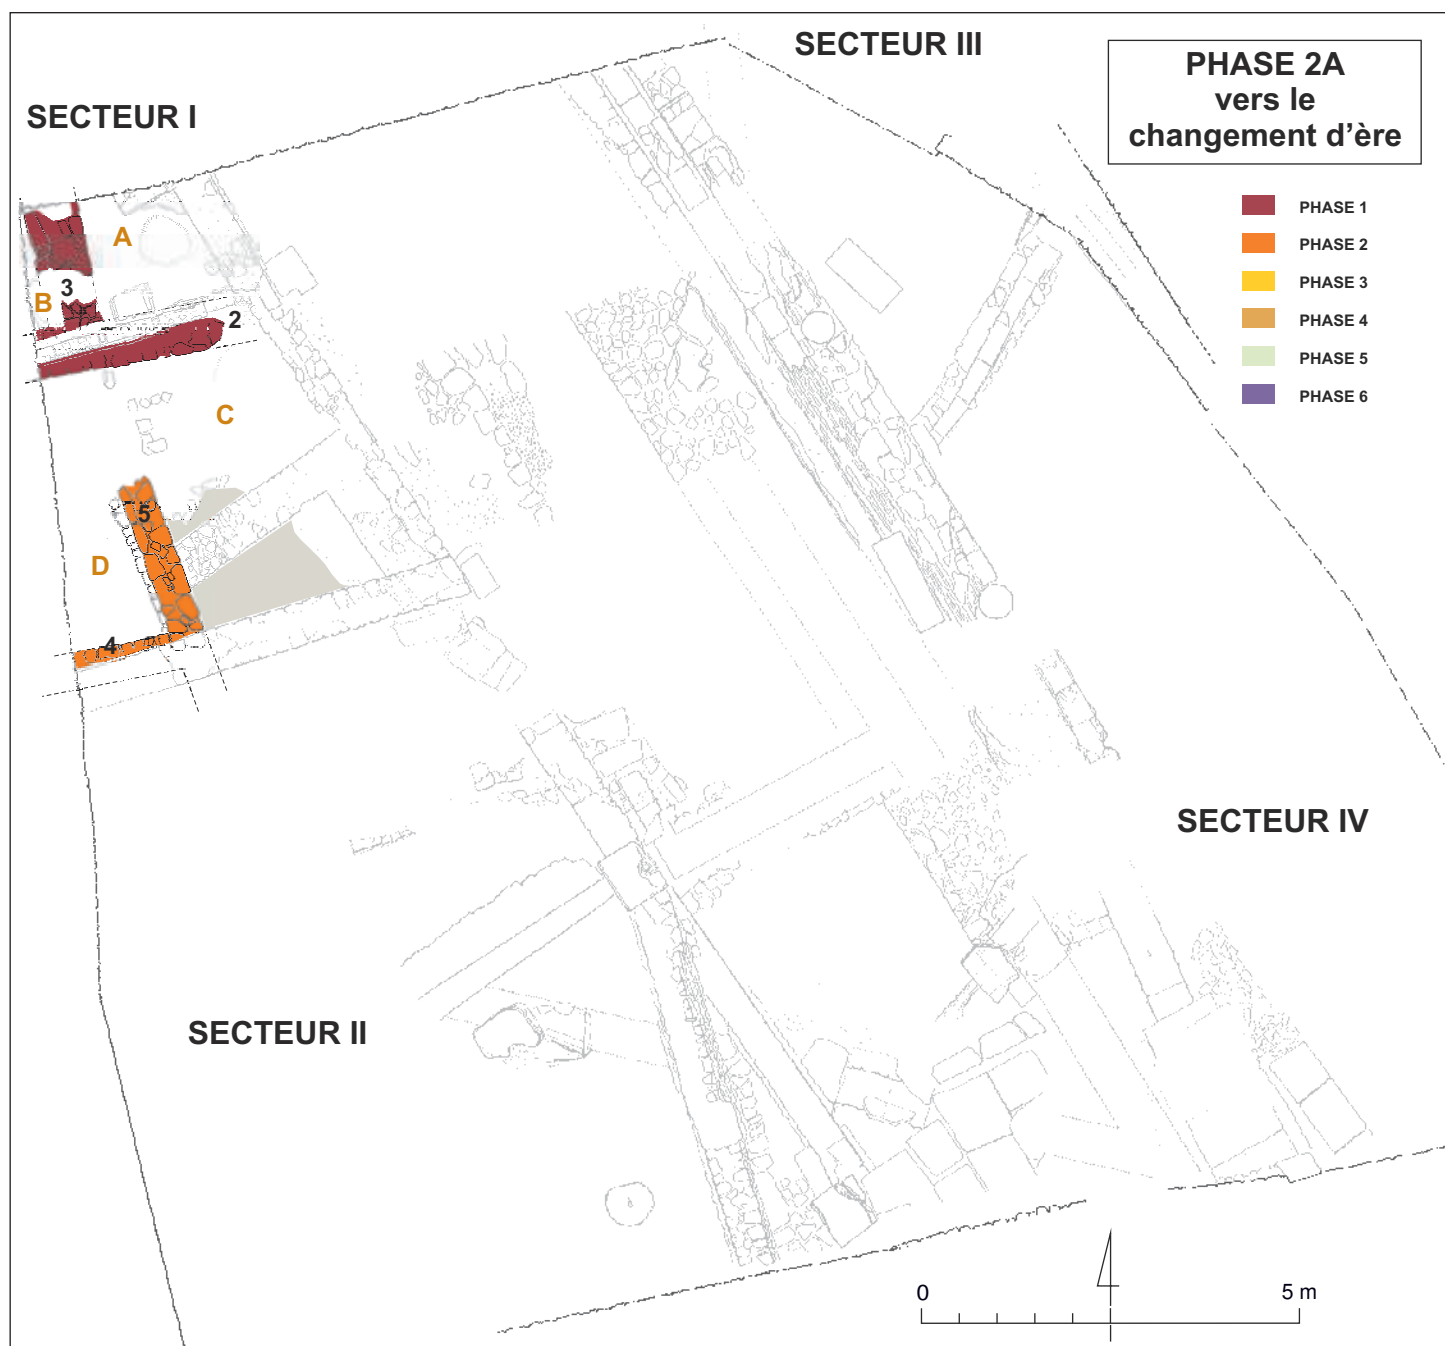 SECTEUR III
PHASE 2A
vers le
changement d'ère
SECTEUR I
PHASE 1
PHASE 2
PHASE 3
PHASE 4
PHASE 5
PHASE 6
A
3
B
2
C
5
D
4
SECTEUR IV
SECTEUR II
0
5 m